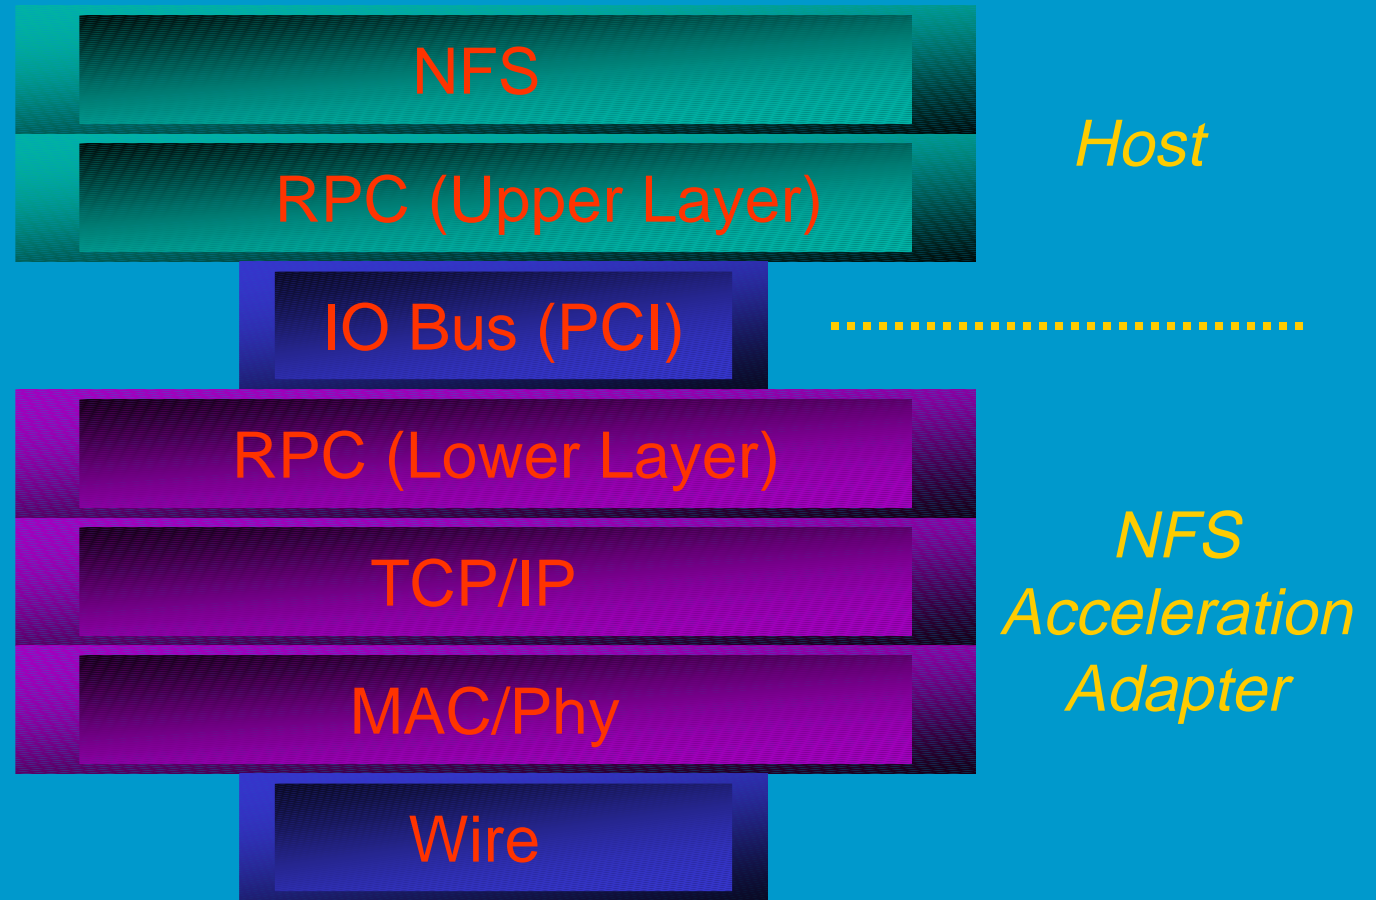 NFS
RPC (Upper Layer)
Host
IO Bus (PCI)
RPC (Lower Layer)
TCP/IP
MAC/Phy
NFS
Acceleration
Adapter
Wire